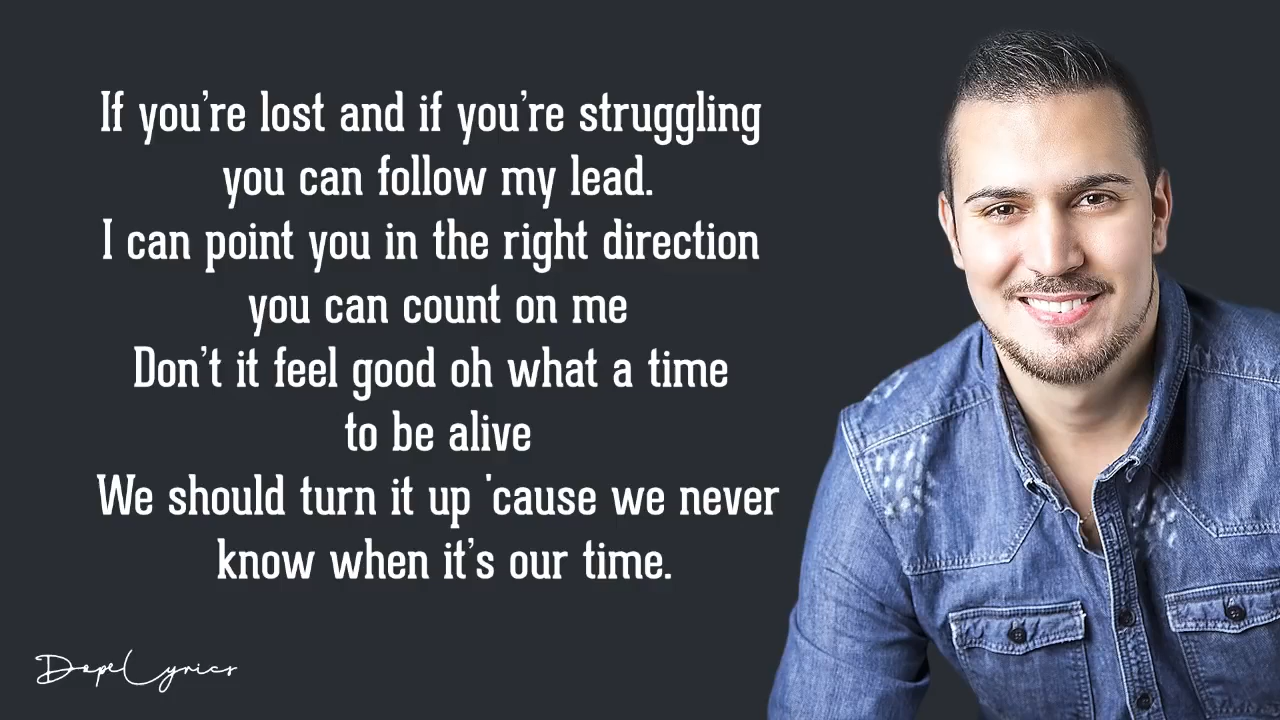 If you’re lost and if you’re struggling
you can follow my lead.
I can point you in the right direction
you can count on me
Don’t it feel good oh what a time
to be alive
We should turn it up 'cause we never
know when it’s our time.
DopeLyrics